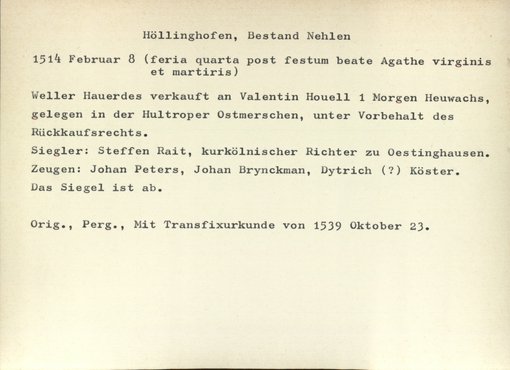 Höllinghofen, Bestand Nehlen
1514 Februar 8 (feria quarta post festum beate Agathe virginis
et martiris)
Weller Hauerdes verkauft an Valentin Houell 1 Morgen Heuwachs,
gelegen in der Hultroper Ostmerschen, unter Vorbehalt des
Rückkaufsrechts.
Siegler: Steffen Rait, kurkölnischer Richter zu Oestinghausen.
Zeugen: Johan Peters, Johan Brynckman, Dytrich (?) Köster.
Das Siegel ist ab.
Orig., Perg., Mit Transfixurkunde von 1539 Oktober 23.